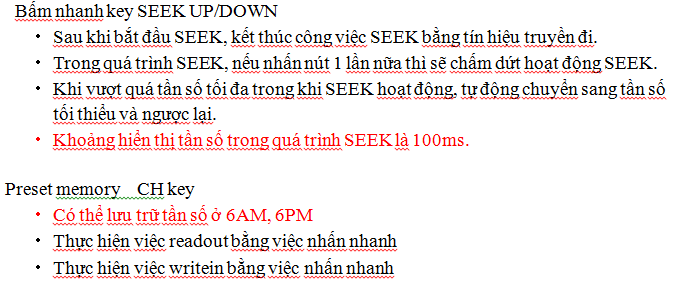 Bấm nhanh key SEEK UP/DOWN
• Sau khi bắt đầu SEEK, kết thúc công việc SEEK bằng tín hiệu truyền đi.
• Trong quá trình SEEK, nếu nhấn nút 1 lần nữa thì sẽ chấm dứt hoạt động SEEK.
• Khi vượt quá tần số tối đa trong khi SEEK hoạt động, tự động chuyển sang tần số
tối thiểu và ngược lại.
• Khoảng hiển thị tần số trong quá trình SEEK là 100ms.
Preset memory CH key
• Có thể lưu trữ tần số ở 6AM, 6PM
• Thực hiện việc readout bằng việc nhấn nhanh
• Thực hiện việc writein bằng việc nhấn nhanh